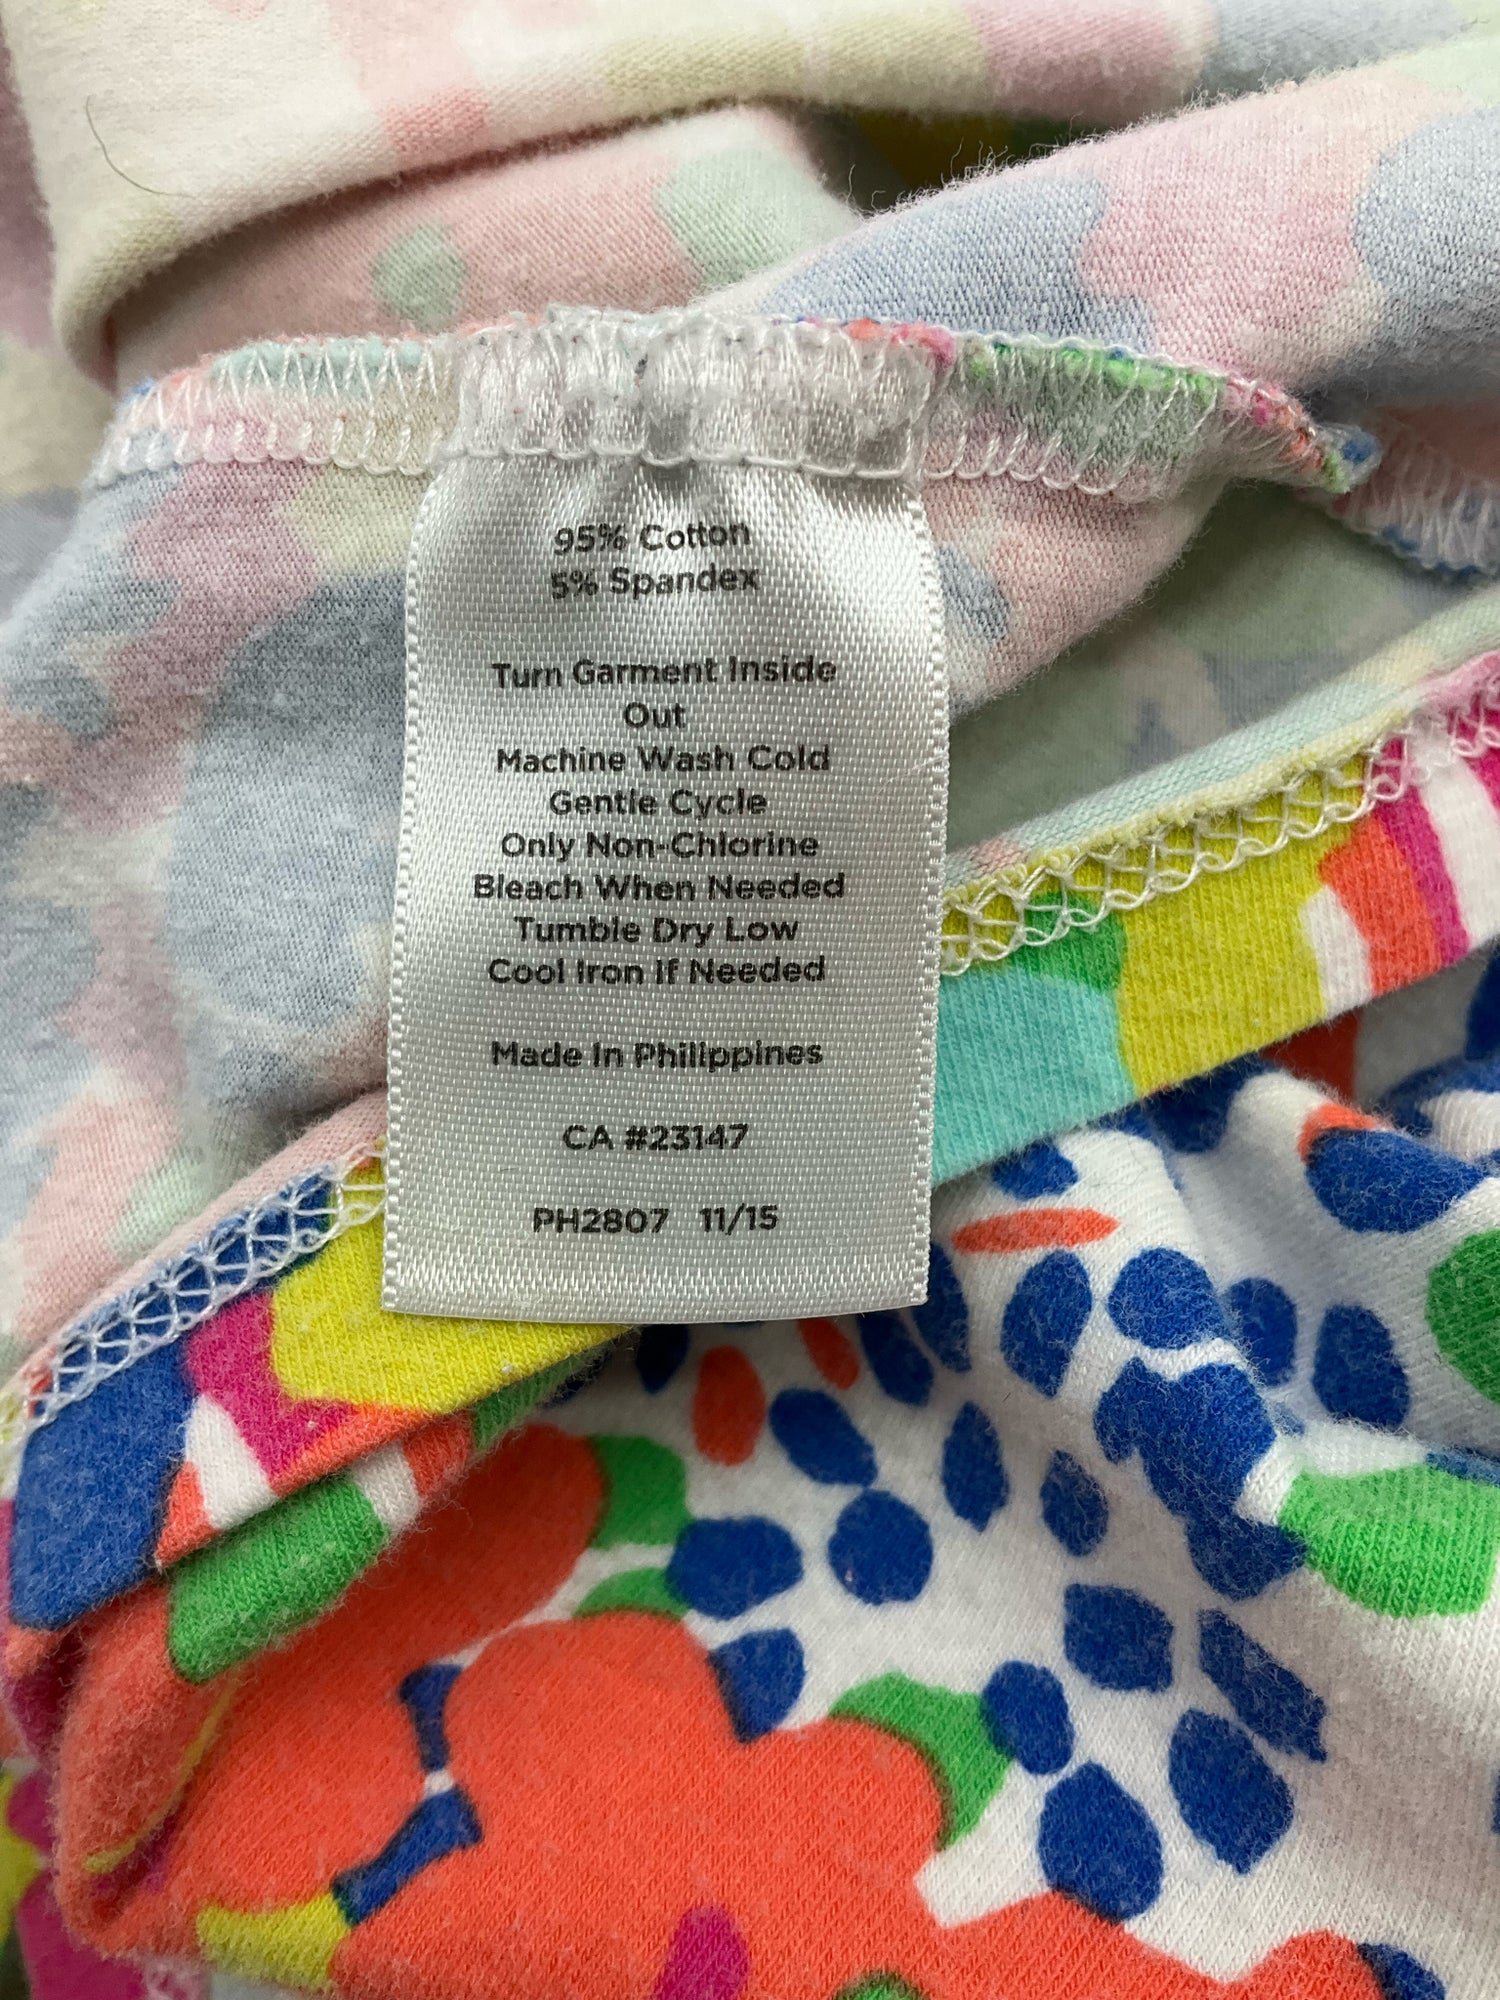 95% Cotton
5% Spandex
Turn Garment Inside
Out
Machine Wash Cold
Gentle Cycle
Only Non-Chlorine
Bleach When Needed
Tumble Dry Low
Cool Iron if Needed
Made In Philippines
CA #23147
PH2807 11/15